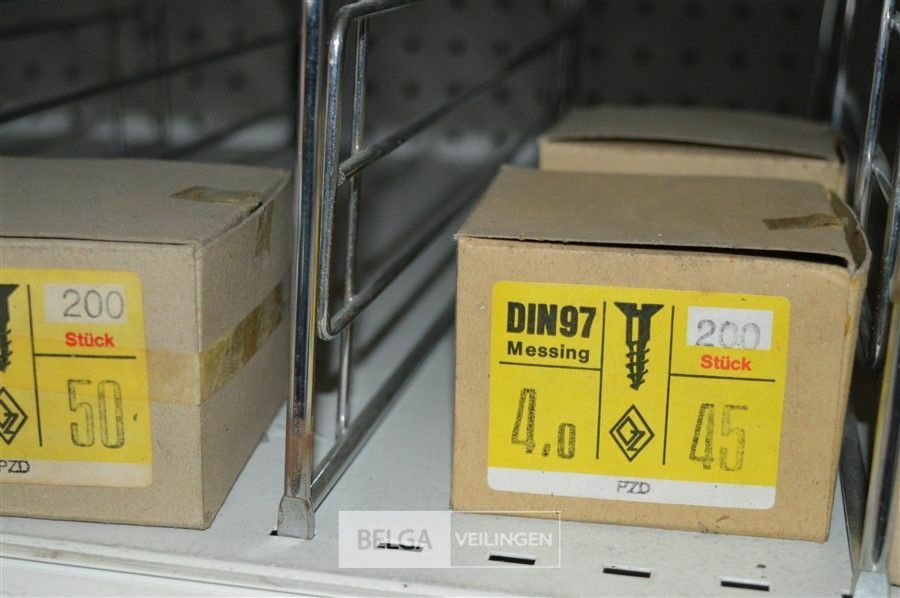 200
Stück
50
PZD
DIN97
Messing
200
Stück
4,0
45
PZD
BELGA VEILINGEN